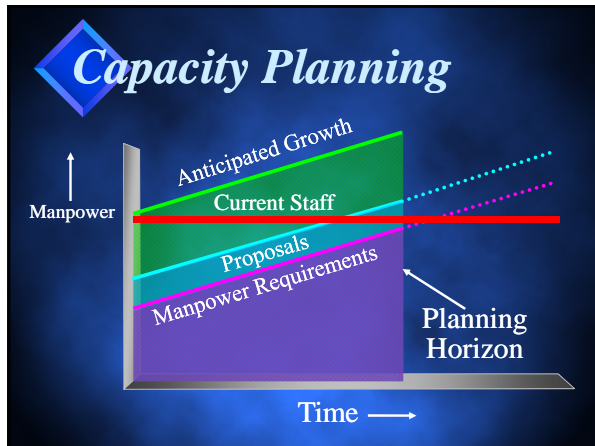 Capacity Planning
Anticipated Growth
Manpower
Current Staff
Proposals
Manpower Requirements
Planning
Horizon
Time